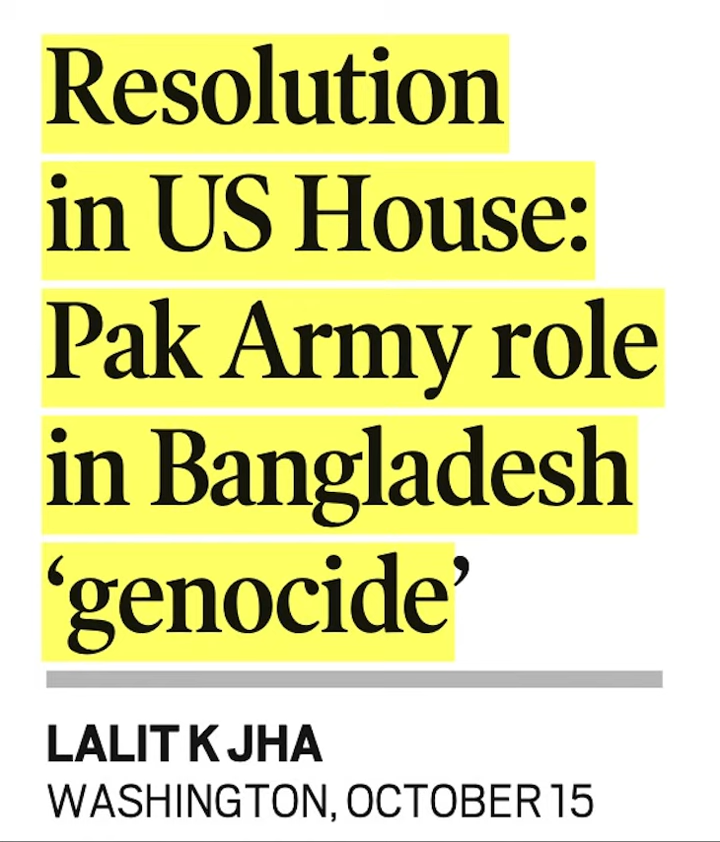 Resolution
in US House:
Pak Army role
in Bangladesh
‘genocide’
LALIT K JHA
WASHINGTON, OCTOBER 15